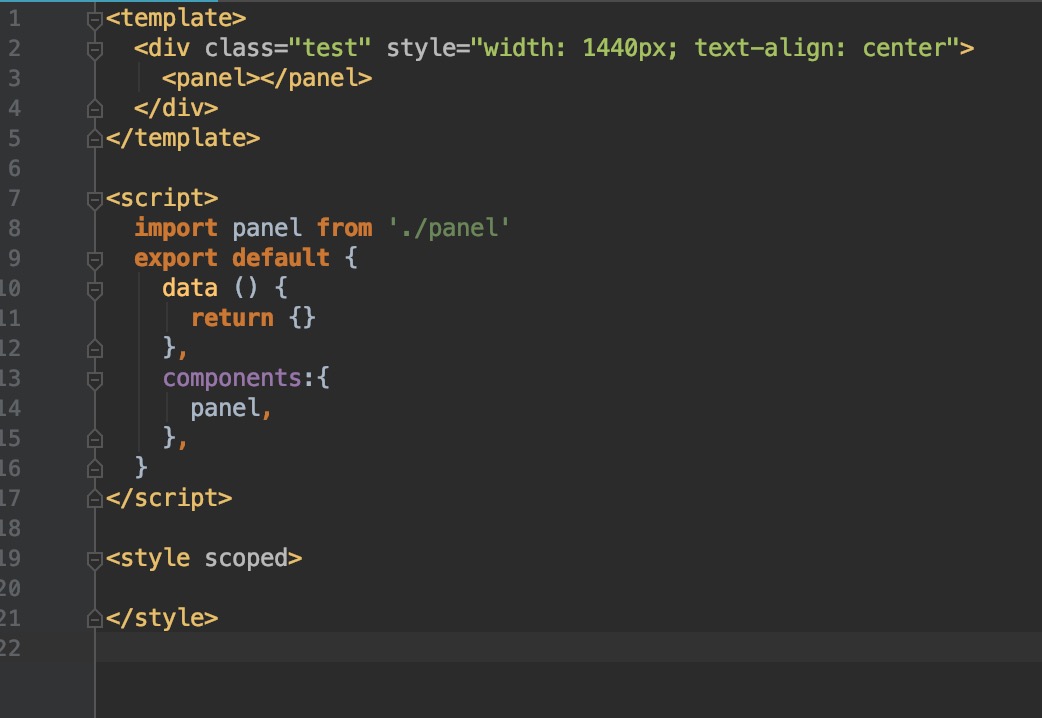 1 <template>
2 <div class="test" style="width: 1440px; text-align: center">
3 <panel></panel>
4 </div>
5 </template>
6
7 <script>
8 import panel from './panel'
9 export default {
10 data () {
11 return {}
12 },
13 components:{
14 panel,
15 },
16 }
17 </script>
18
19 <style scoped>
20
21 </style>
22